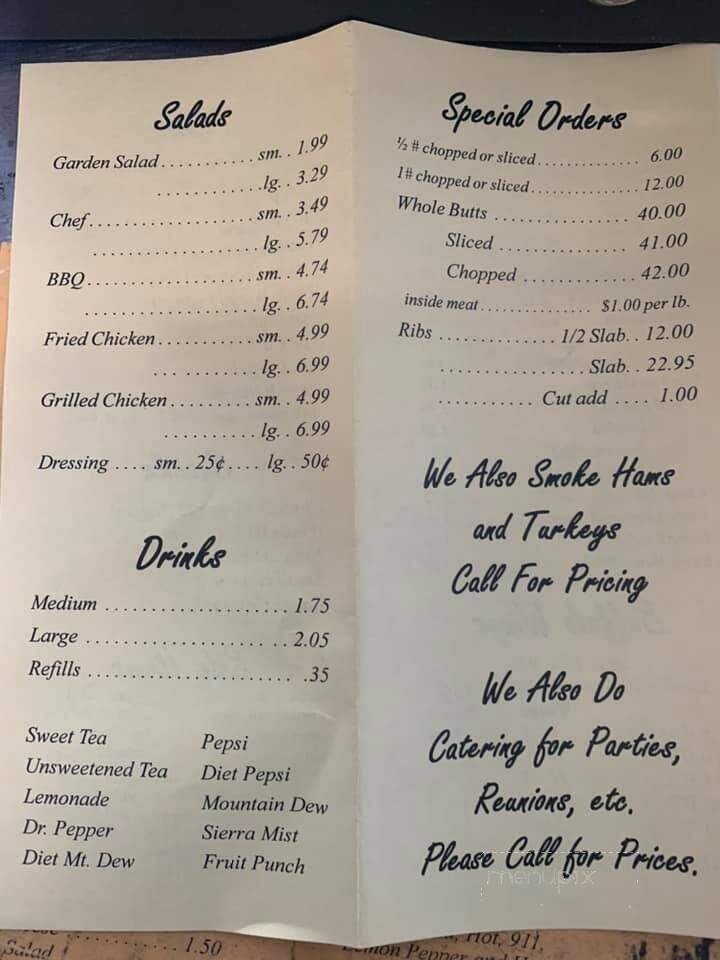 Salads
Garden Salad . . . . . . . . . . . sm. . 1.99
. . . . . . . . . . . . lg. . 3.29
Chef . . . . . . . . . . . . . . . . . . sm. . 3.49
. . . . . . . . . . . . . . . . . . lg. . 5.79
BBQ . . . . . . . . . . . . . . . . . . sm. . 4.74
. . . . . . . . . . . . . . . . . . lg. . 6.74
Fried Chicken . . . . . . . . . . sm. . 4.99
. . . . . . . . . . . . lg. . 6.99
Grilled Chicken . . . . . . . . . sm. . 4.99
. . . . . . . . . . lg. . 6.99
Dressing . . . . sm. . 25¢ . . . . lg. . 50¢
Drinks
Medium . . . . . . . . . . . . . . . . . . . . 1.75
Large . . . . . . . . . . . . . . . . . . . . . . 2.05
Refills . . . . . . . . . . . . . . . . . . . . . . .35
Sweet Tea
Unsweetened Tea
Lemonade
Dr. Pepper
Diet Mt. Dew
Pepsi
Diet Pepsi
Mountain Dew
Sierra Mist
Fruit Punch
Special Orders
½ # chopped or sliced . . . . . . . . . . . . . 6.00
1# chopped or sliced . . . . . . . . . . . . . 12.00
Whole Butts . . . . . . . . . . . . . . 40.00
Sliced . . . . . . . . . . . . . 41.00
Chopped . . . . . . . . . . . . 42.00
inside meat . . . . . . . . . . . . . . $1.00 per lb.
Ribs . . . . . . . . . . . . 1/2 Slab. . 12.00
. . . . . . . . . . . . . . . Slab. . 22.95
. . . . . . . . . . . Cut add . . . . 1.00
We Also Smoke Hams
and Turkeys
Call For Pricing
We Also Do
Catering for Parties,
Reunions, etc.
Please Call for Prices.
menupix
Salad . . . . . . . . . 1.50
Hot, 911,
Lemon Pepper and